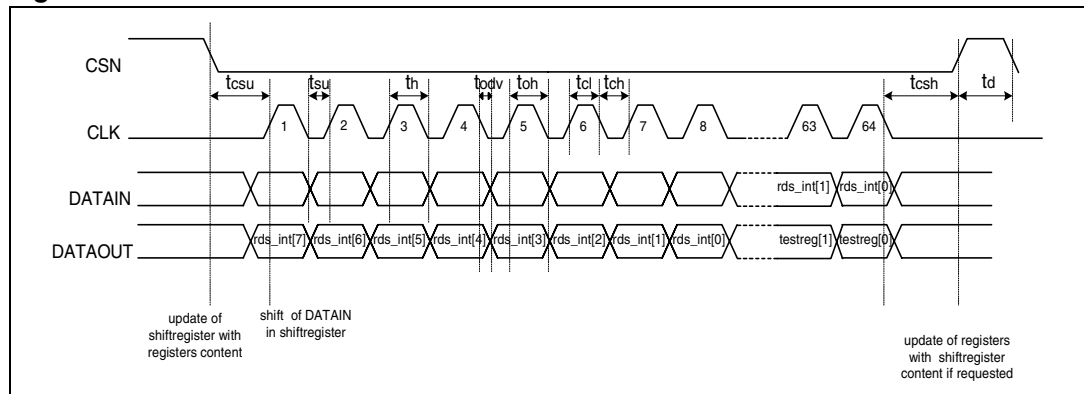 CSN
tcsu tsu th todv toh tcl tch tcsh td
CLK
1 2 3 4 5 6 7 8 63 64
DATAIN
rds_int[1] rds_int[0]
DATAOUT
rds_int[7] rds_int[6] rds_int[5] rds_int[4] rds_int[3] rds_int[2] rds_int[1] rds_int[0] testreg[1] testreg[0]
update of
shiftregister with
registers content
shift of DATAIN
in shiftregister
update of registers
with shiftregister
content if requested